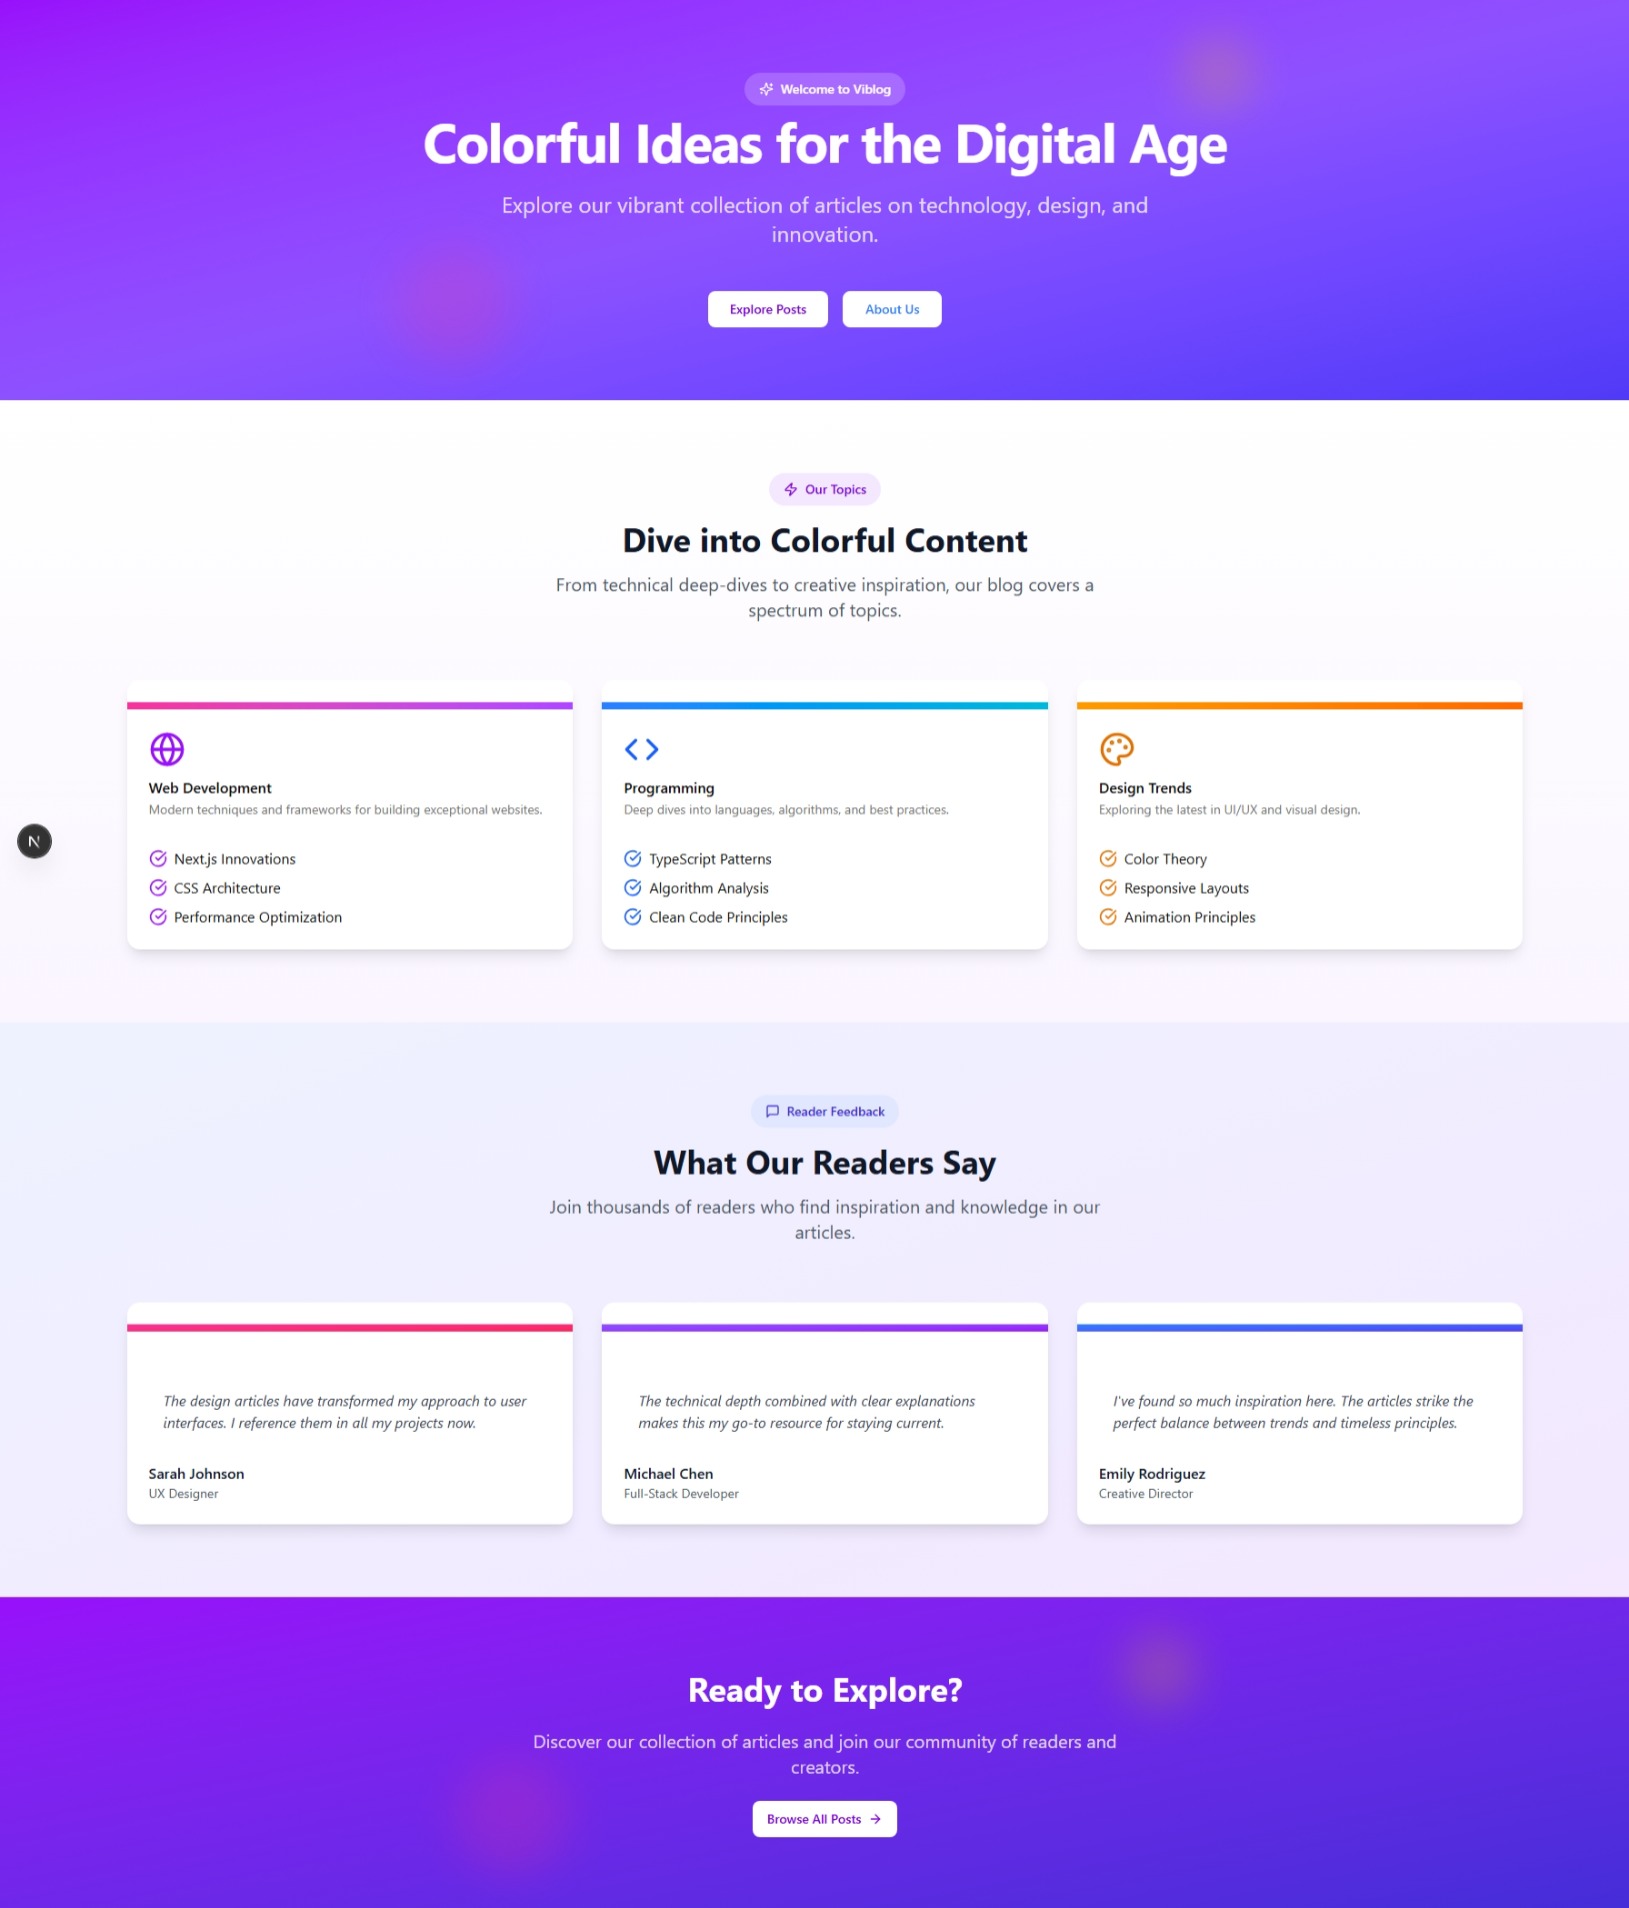 Welcome to Viblog
Colorful Ideas for the Digital Age
Explore our vibrant collection of articles on technology, design, and
innovation.
Explore Posts
About Us
Our Topics
Dive into Colorful Content
From technical deep-dives to creative inspiration, our blog covers a
spectrum of topics.
Web Development
Modern techniques and frameworks for building exceptional websites.
Next.js Innovations
CSS Architecture
Performance Optimization
Programming
Deep dives into languages, algorithms, and best practices.
TypeScript Patterns
Algorithm Analysis
Clean Code Principles
Design Trends
Exploring the latest in UI/UX and visual design.
Color Theory
Responsive Layouts
Animation Principles
N
Reader Feedback
What Our Readers Say
Join thousands of readers who find inspiration and knowledge in our
articles.
The design articles have transformed my approach to user
interfaces. I reference them in all my projects now.
Sarah Johnson
UX Designer
The technical depth combined with clear explanations
makes this my go-to resource for staying current.
Michael Chen
Full-Stack Developer
I've found so much inspiration here. The articles strike the
perfect balance between trends and timeless principles.
Emily Rodriguez
Creative Director
Ready to Explore?
Discover our collection of articles and join our community of readers and
creators.
Browse All Posts